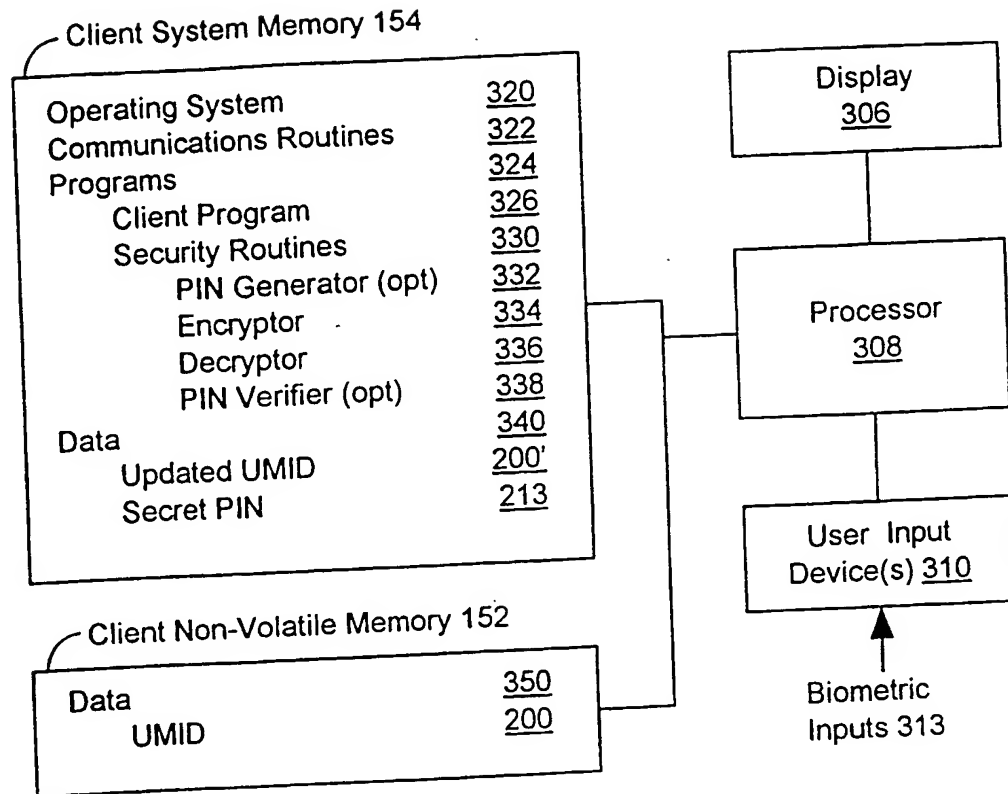 Client System Memory 154
Operating System 320
Communications Routines 322
Programs 324
Client Program 326
Security Routines 330
PIN Generator (opt) 332
Encryptor 334
Decryptor 336
PIN Verifier (opt) 338
Data 340
Updated UMID 200'
Secret PIN 213
Client Non-Volatile Memory 152
Data 350
UMID 200
Display
306
Processor
308
User Input
Device(s) 310
Biometric
Inputs 313